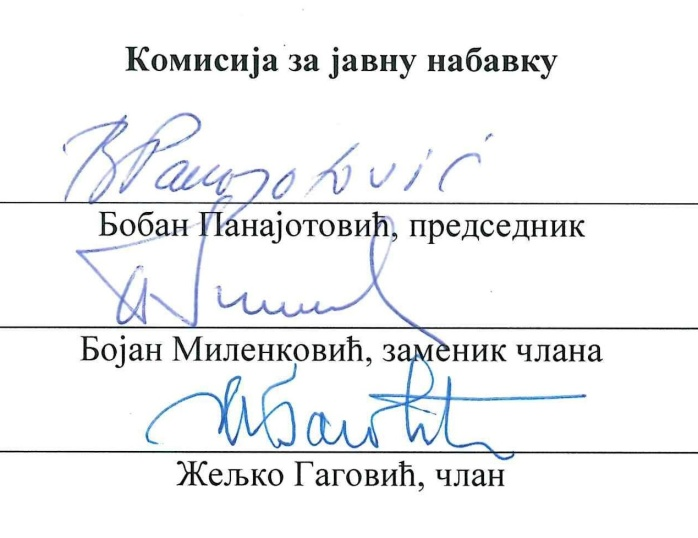 Комисија за јавну набавку
Бобан Панајотовић, председник
Бојан Миленковић, заменик члана
Жељко Гаговић, члан